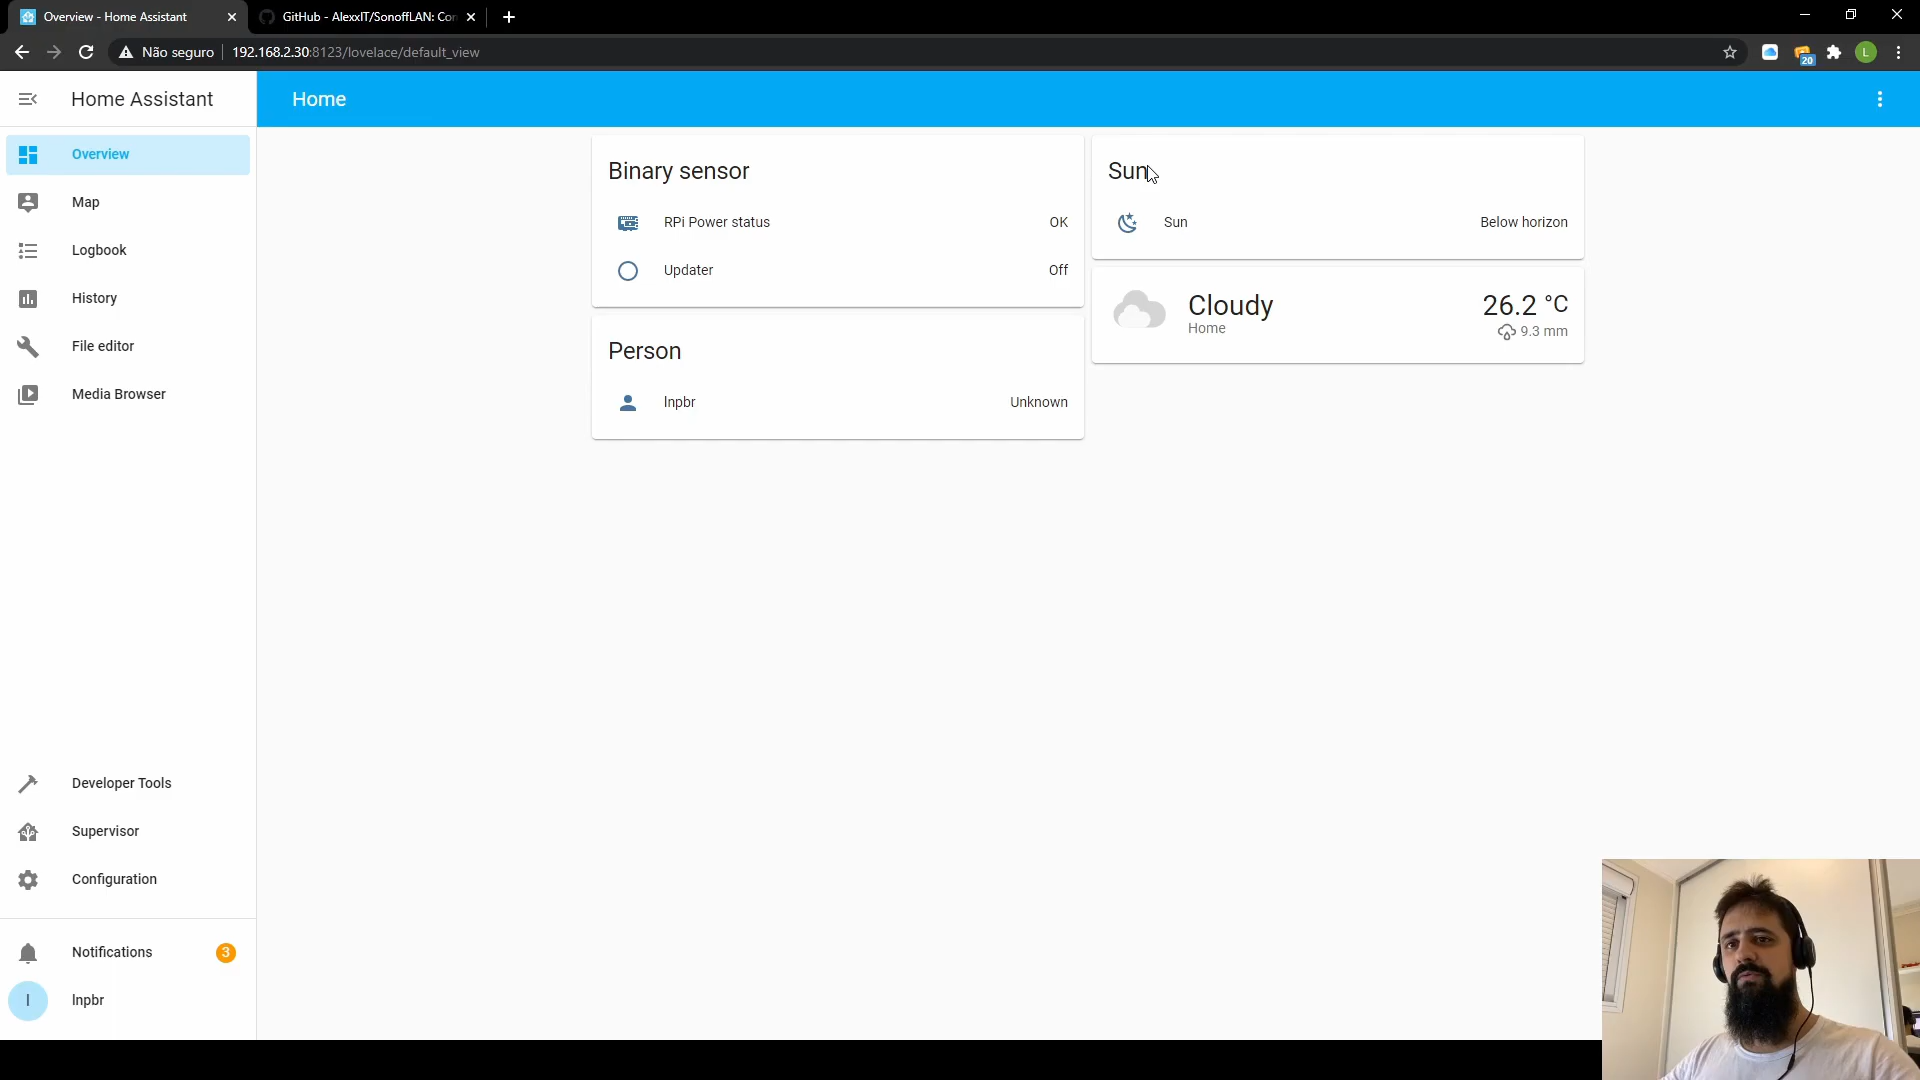 Overview - Home Assistant
GitHub - AlexxIT/SonoffLAN: Con
Não seguro
192.168.2.30:8123/lovelace/default_view
20
L
Home Assistant
Home
Overview
Map
Logbook
History
File editor
Media Browser
Developer Tools
Supervisor
Configuration
Notifications
3
l
lnpbr
Binary sensor
RPi Power status
OK
Updater
Off
Person
lnpbr
Unknown
Sun
Sun
Below horizon
Cloudy
Home
26.2 °C
9.3 mm